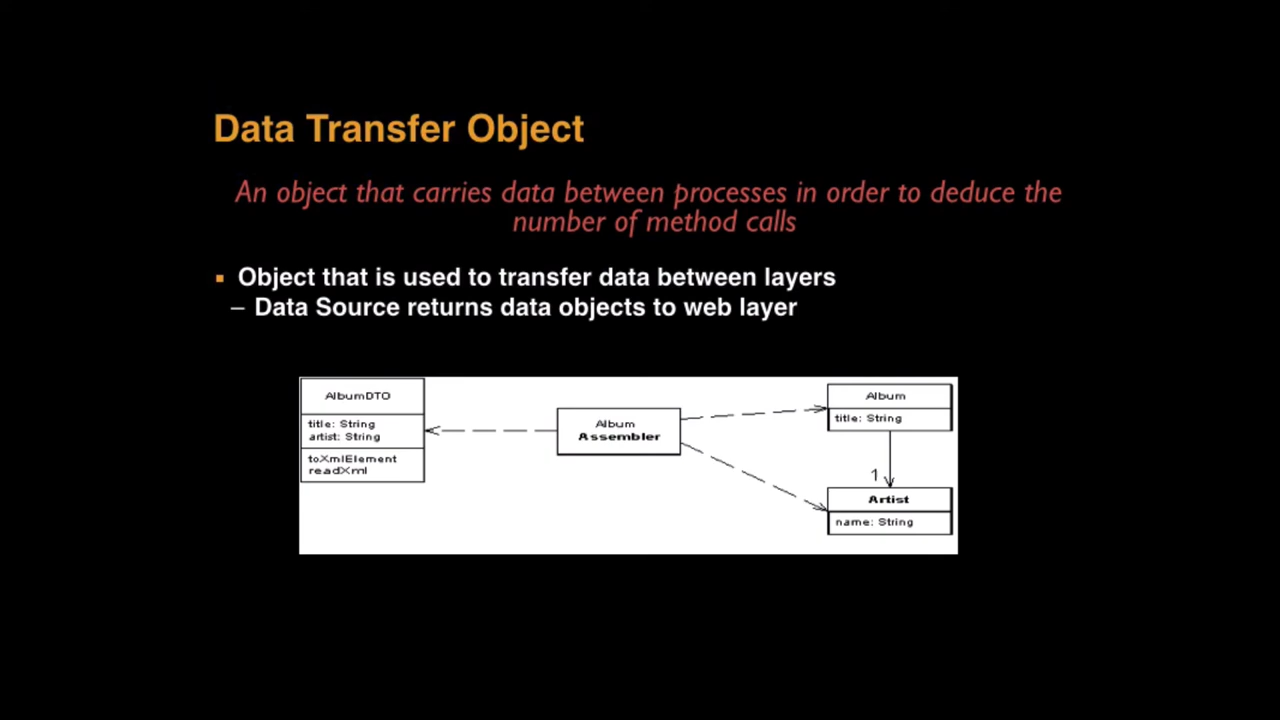 Data Transfer Object
An object that carries data between processes in order to deduce the
number of method calls
▪ Object that is used to transfer data between layers
– Data Source returns data objects to web layer
AlbumDTO
title: String
artist: String
toXmlElement
readXml
Album
Assembler
Album
title: String
1
Artist
name: String